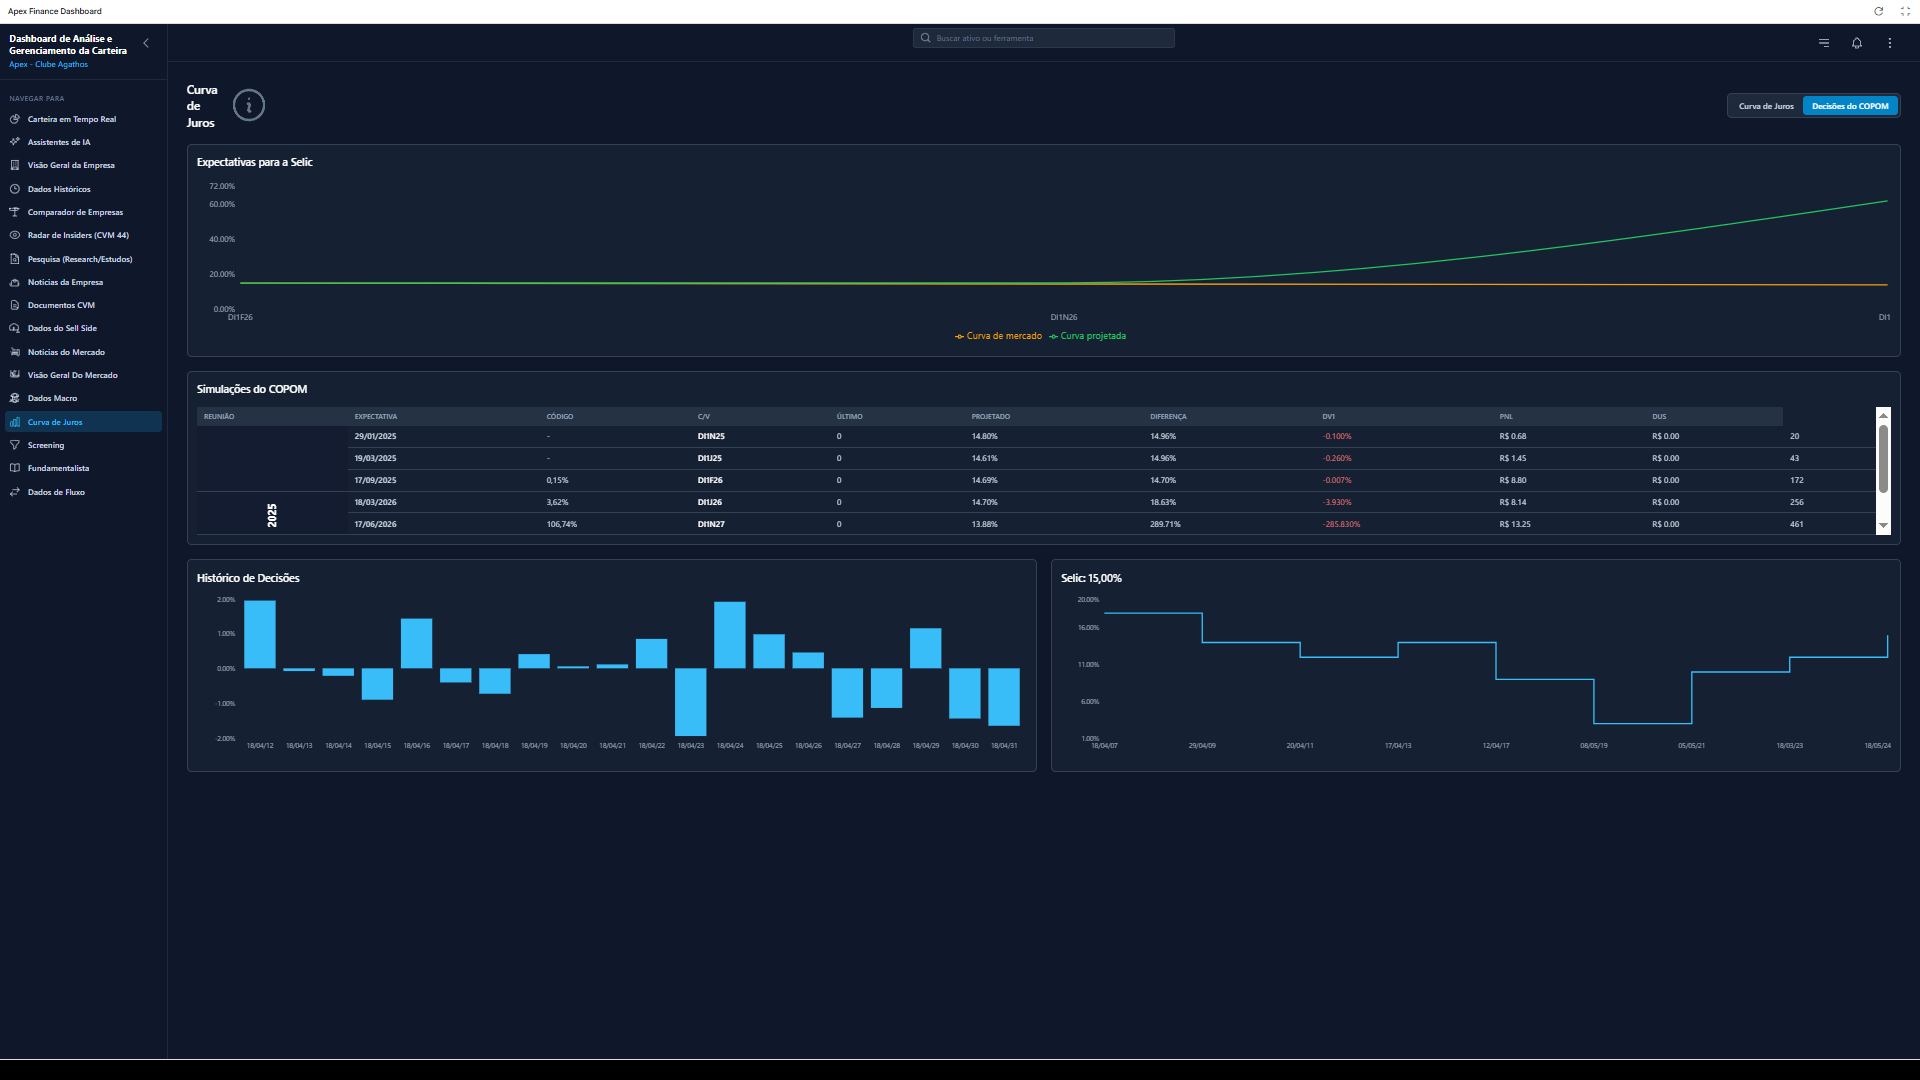 Apex Finance Dashboard
Dashboard de Análise e
Gerenciamento da Carteira
Apex - Clube Agathos
Buscar ativo ou ferramenta
NAVEGAR PARA
Carteira em Tempo Real
Assistentes de IA
Visão Geral da Empresa
Dados Históricos
Comparador de Empresas
Radar de Insiders (CVM 44)
Pesquisa (Research/Estudos)
Notícias da Empresa
Documentos CVM
Dados do Sell Side
Notícias do Mercado
Visão Geral Do Mercado
Dados Macro
Curva de Juros
Screening
Fundamentalista
Dados de Fluxo
Curva
de
Juros
Curva de Juros Decisões do COPOM
Expectativas para a Selic
72.00%
60.00%
40.00%
20.00%
0.00%
DI1F26 DI1N26 DI1
Curva de mercado Curva projetada
Simulações do COPOM
REUNIÃO EXPECTATIVA CÓDIGO C/V ÚLTIMO PROJETADO DIFERENÇA DV1 PNL DUS
29/01/2025 - DI1N25 0 14.80% 14.96% -0.100% R$ 0.68 R$ 0.00 20
19/03/2025 - DI1J25 0 14.61% 14.96% -0.260% R$ 1.45 R$ 0.00 43
17/09/2025 0,15% DI1F26 0 14.69% 14.70% -0.007% R$ 8.80 R$ 0.00 172
2025
18/03/2026 3,62% DI1J26 0 14.70% 18.63% -3.930% R$ 8.14 R$ 0.00 256
17/06/2026 106,74% DI1N27 0 13.88% 289.71% -285.830% R$ 13.25 R$ 0.00 461
Histórico de Decisões
2.00%
1.00%
0.00%
-1.00%
-2.00%
18/04/12 18/04/13 18/04/14 18/04/15 18/04/16 18/04/17 18/04/18 18/04/19 18/04/20 18/04/21 18/04/22 18/04/23 18/04/24 18/04/25 18/04/26 18/04/27 18/04/28 18/04/29 18/04/30 18/04/31
Selic: 15,00%
20.00%
16.00%
11.00%
6.00%
1.00%
18/04/07 29/04/09 20/04/11 17/04/13 12/04/17 08/05/19 05/05/21 18/03/23 18/05/24